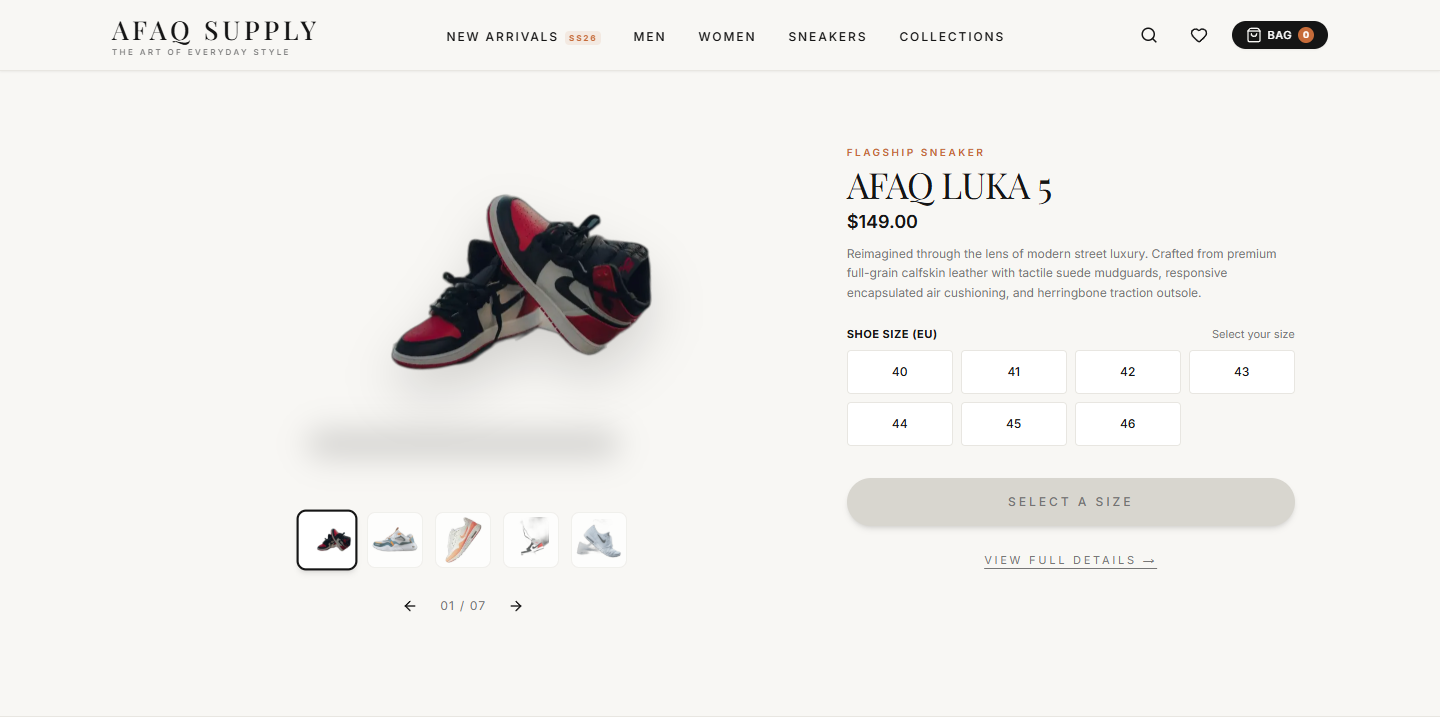 AFAQ SUPPLY
THE ART OF EVERYDAY STYLE
NEW ARRIVALS SS26 MEN WOMEN SNEAKERS COLLECTIONS
BAG 0
FLAGSHIP SNEAKER
AFAQ LUKA 5
$149.00
Reimagined through the lens of modern street luxury. Crafted from premium
full-grain calfskin leather with tactile suede mudguards, responsive
encapsulated air cushioning, and herringbone traction outsole.
SHOE SIZE (EU) Select your size
40 41 42 43
44 45 46
SELECT A SIZE
VIEW FULL DETAILS →
← 01 / 07 →